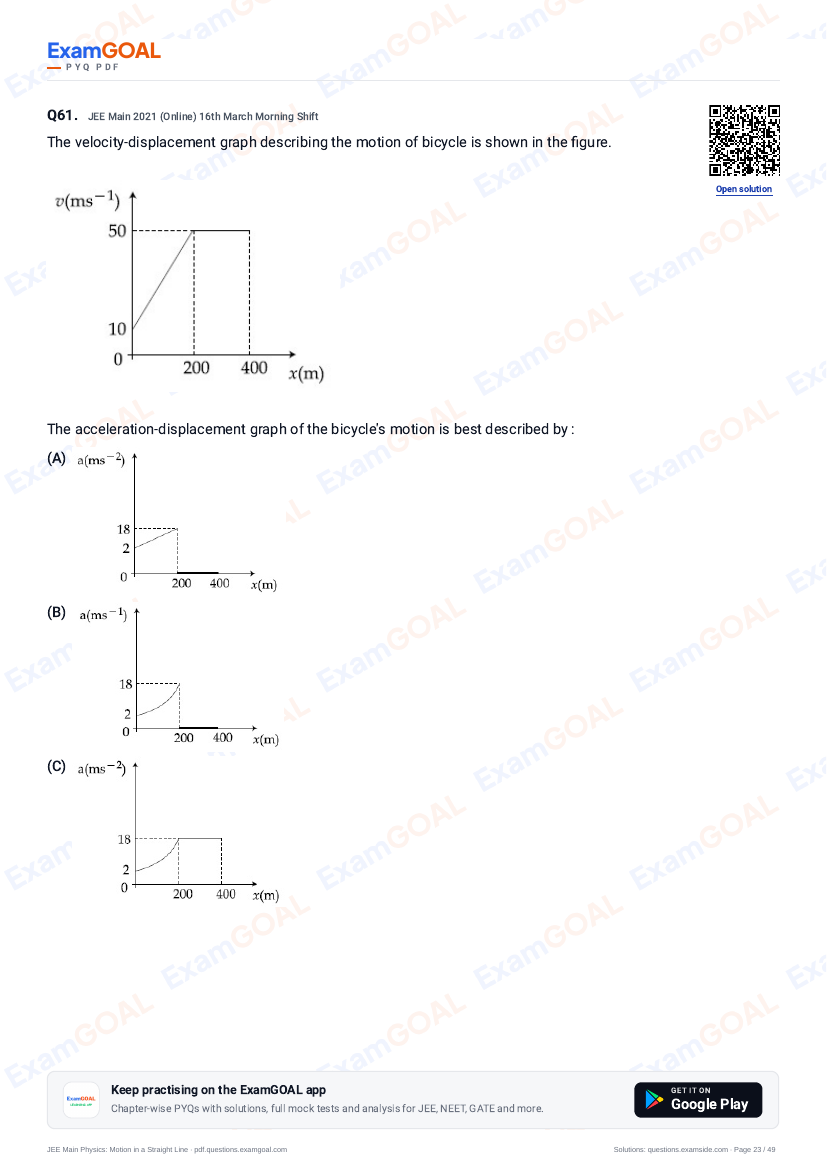 ExamGOAL
PYQ PDF
Q61. JEE Main 2021 (Online) 16th March Morning Shift
The velocity-displacement graph describing the motion of bicycle is shown in the figure.
Open solution
v(ms−1)
50
10
0
200 400 x(m)
The acceleration-displacement graph of the bicycle's motion is best described by :
(A) a(ms−2)
18
2
0
200 400 x(m)
(B) a(ms−1)
18
2
0
200 400 x(m)
(C) a(ms−2)
18
2
0
200 400 x(m)
Keep practising on the ExamGOAL app
Chapter-wise PYQs with solutions, full mock tests and analysis for JEE, NEET, GATE and more.
GET IT ON
Google Play
JEE Main Physics: Motion in a Straight Line · pdf.questions.examgoal.com
Solutions: questions.examside.com · Page 23 / 49